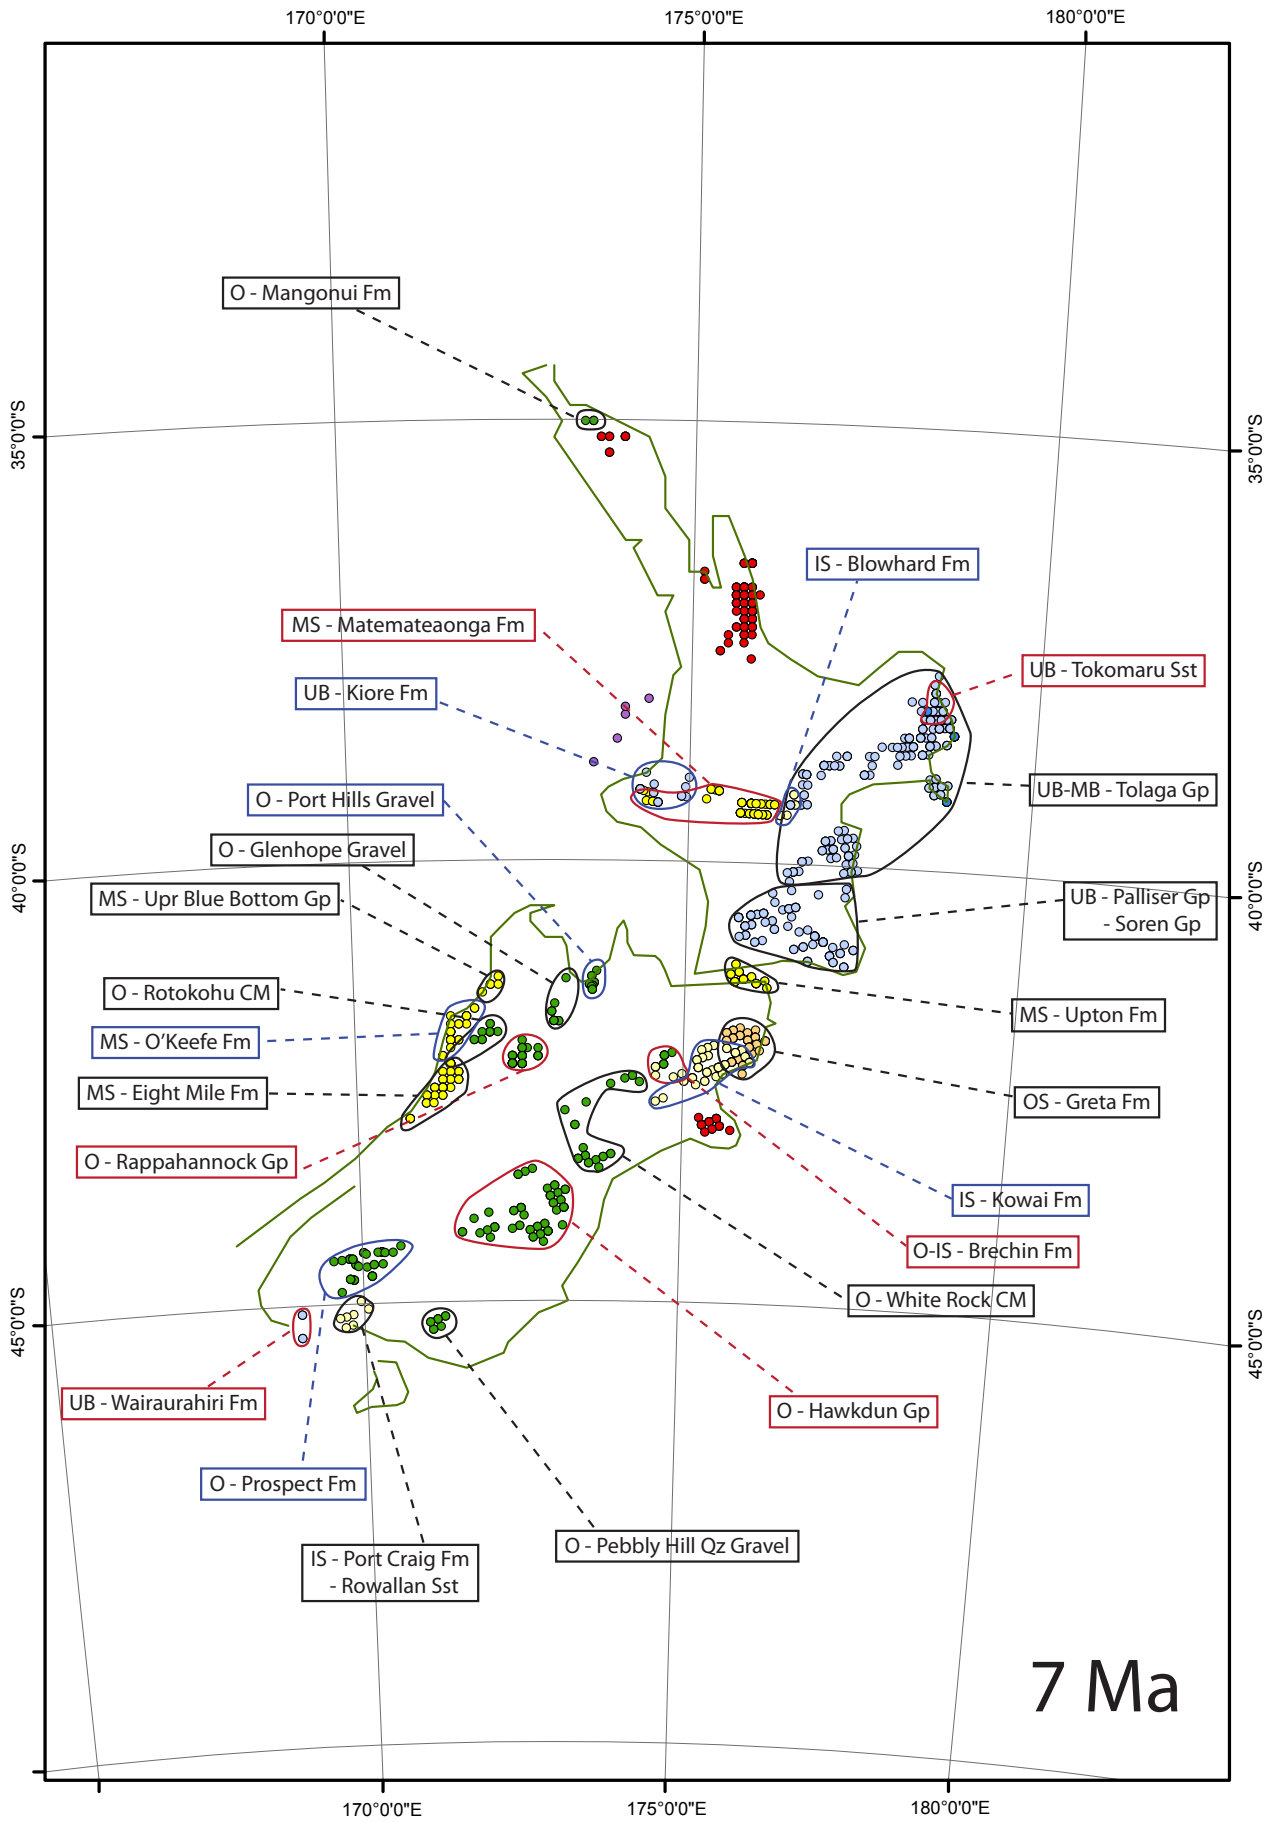 170°0'0"E
175°0'0"E
180°0'0"E
O - Mangonui Fm
35°0'0"S
35°0'0"S
IS - Blowhard Fm
MS - Matemateaonga Fm
UB - Tokomaru Sst
UB - Kiore Fm
UB-MB - Tolaga Gp
O - Port Hills Gravel
O - Glenhope Gravel
40°0'0"S
40°0'0"S
MS - Upr Blue Bottom Gp
UB - Palliser Gp
- Soren Gp
O - Rotokohu CM
MS - Upton Fm
MS - O'Keefe Fm
MS - Eight Mile Fm
OS - Greta Fm
O - Rappahannock Gp
IS - Kowai Fm
O-IS - Brechin Fm
O - White Rock CM
45°0'0"S
45°0'0"S
UB - Wairaurahiri Fm
O - Hawkdun Gp
O - Prospect Fm
O - Pebbly Hill Qz Gravel
IS - Port Craig Fm
- Rowallan Sst
7 Ma
170°0'0"E
175°0'0"E
180°0'0"E